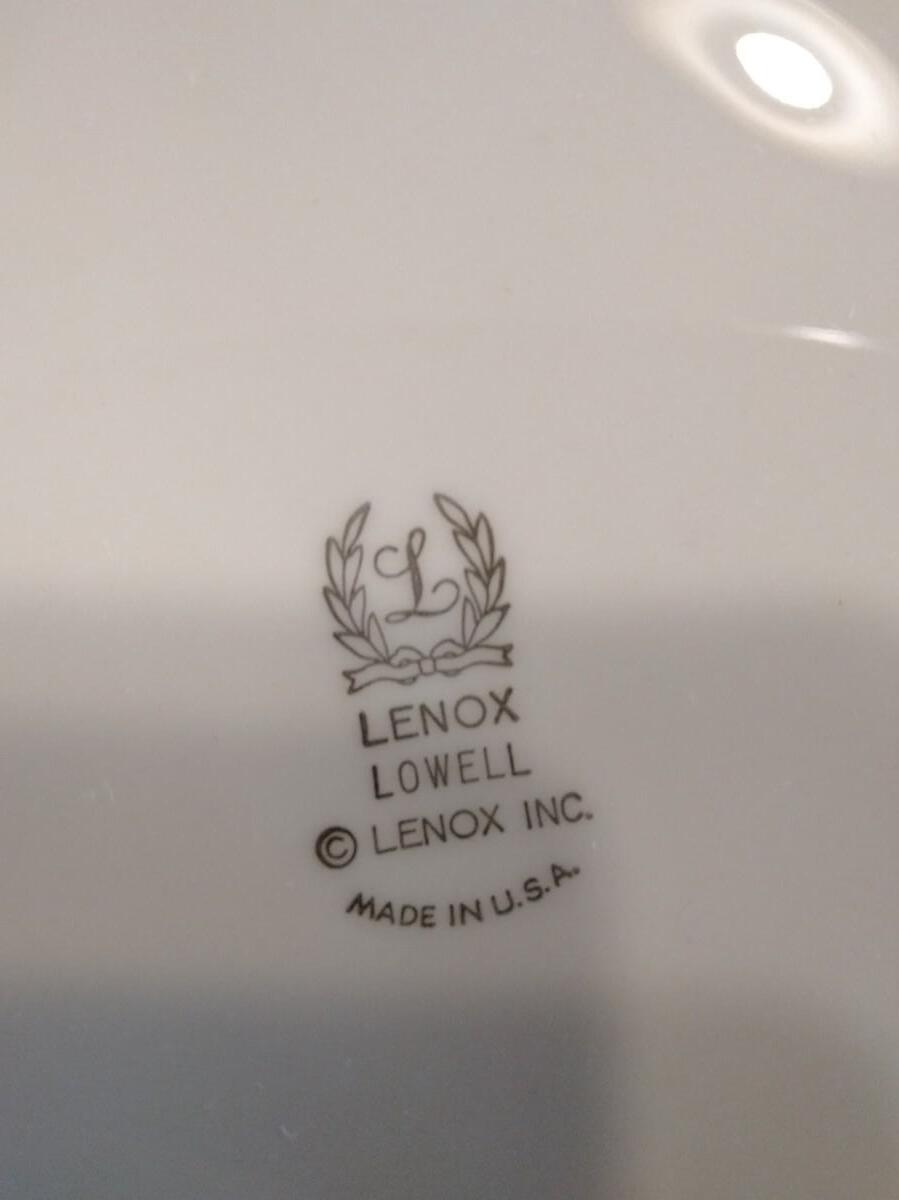 L
LENOX
LOWELL
© LENOX INC.
MADE IN U.S.A.